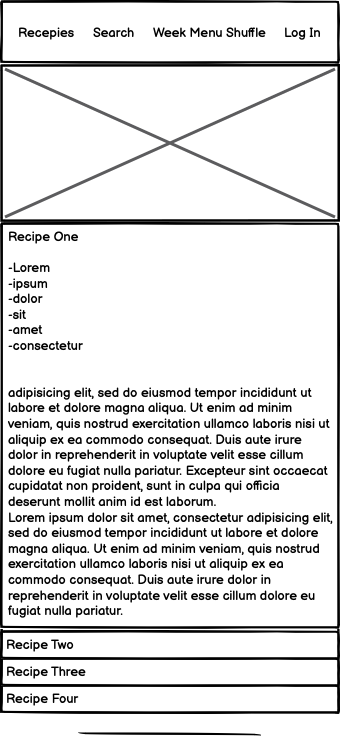 Recepies Search Week Menu Shuffle Log In
Recipe One
-Lorem
-ipsum
-dolor
-sit
-amet
-consectetur
adipisicing elit, sed do eiusmod tempor incididunt ut
labore et dolore magna aliqua. Ut enim ad minim
veniam, quis nostrud exercitation ullamco laboris nisi ut
aliquip ex ea commodo consequat. Duis aute irure
dolor in reprehenderit in voluptate velit esse cillum
dolore eu fugiat nulla pariatur. Excepteur sint occaecat
cupidatat non proident, sunt in culpa qui officia
deserunt mollit anim id est laborum.
Lorem ipsum dolor sit amet, consectetur adipisicing elit,
sed do eiusmod tempor incididunt ut labore et dolore
magna aliqua. Ut enim ad minim veniam, quis nostrud
exercitation ullamco laboris nisi ut aliquip ex ea
commodo consequat. Duis aute irure dolor in
reprehenderit in voluptate velit esse cillum dolore eu
fugiat nulla pariatur.
Recipe Two
Recipe Three
Recipe Four